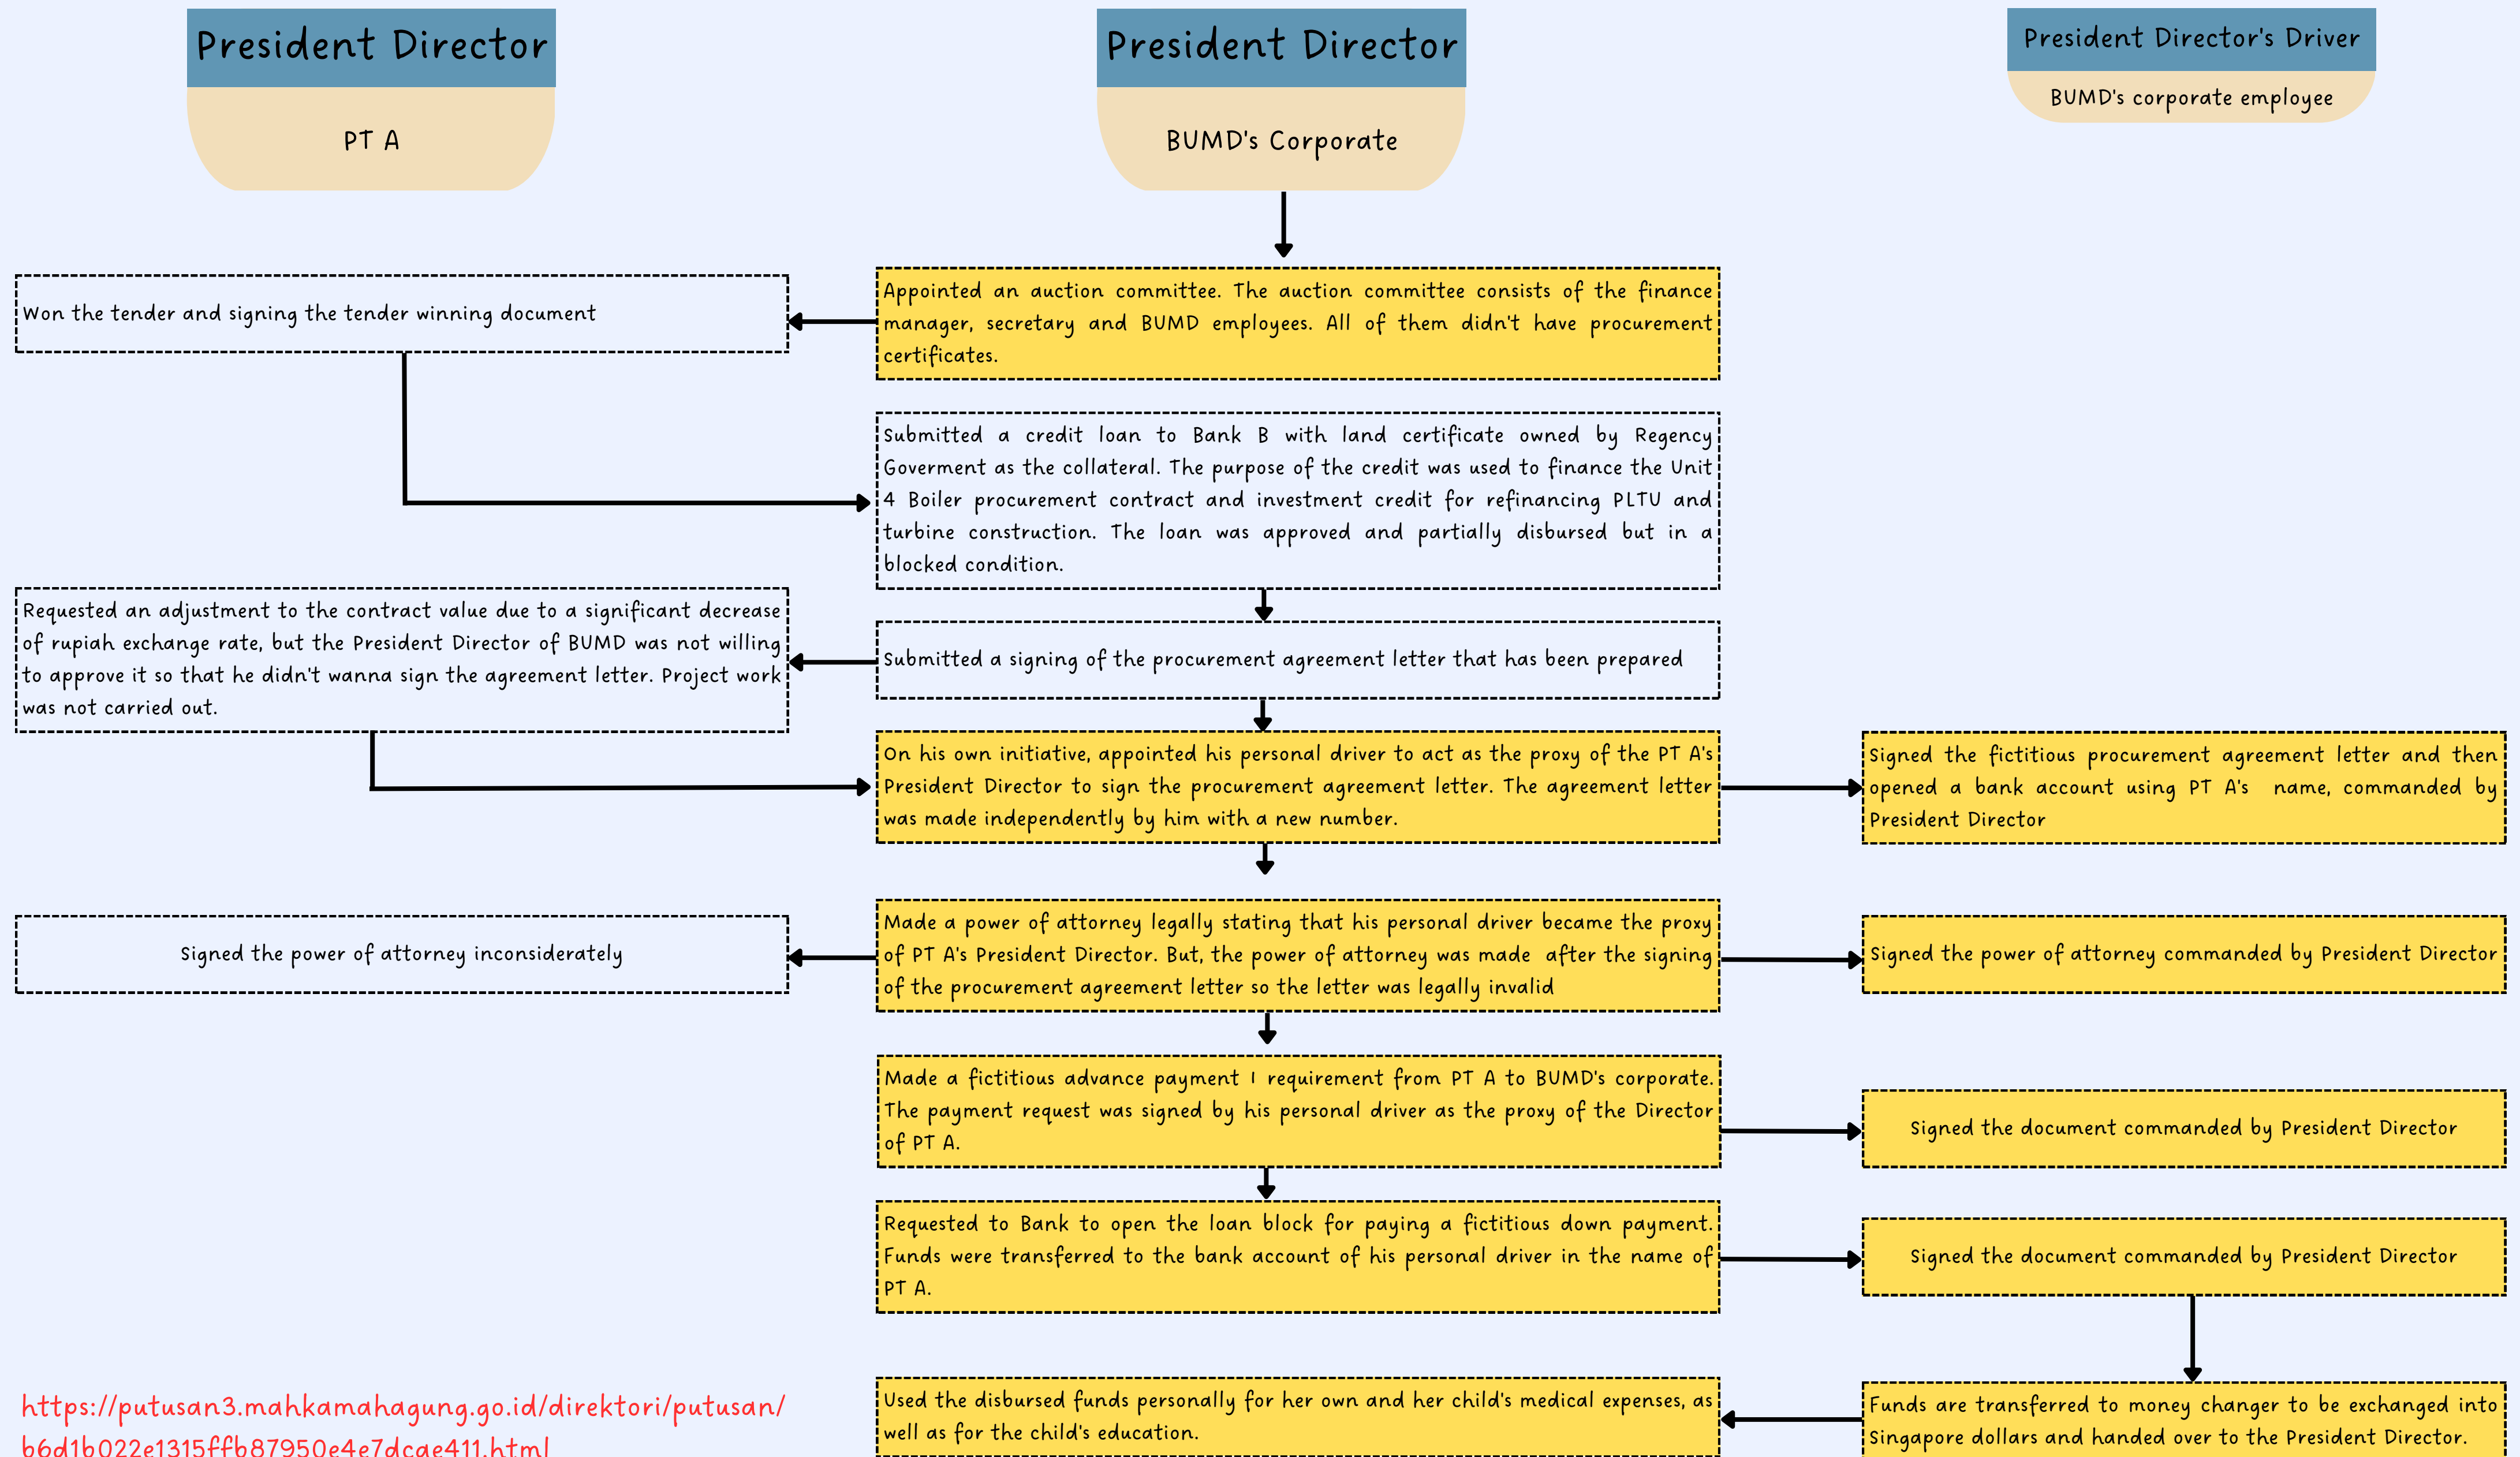 President Director
PT A
President Director
BUMD's Corporate
President Director's Driver
BUMD's corporate employee
Won the tender and signing the tender winning document
Appointed an auction committee. The auction committee consists of the finance
manager, secretary and BUMD employees. All of them didn't have procurement
certificates.
Submitted a credit loan to Bank B with land certificate owned by Regency
Goverment as the collateral. The purpose of the credit was used to finance the Unit
4 Boiler procurement contract and investment credit for refinancing PLTU and
turbine construction. The loan was approved and partially disbursed but in a
blocked condition.
Requested an adjustment to the contract value due to a significant decrease
of rupiah exchange rate, but the President Director of BUMD was not willing
to approve it so that he didn't wanna sign the agreement letter. Project work
was not carried out.
Submitted a signing of the procurement agreement letter that has been prepared
On his own initiative, appointed his personal driver to act as the proxy of the PT A's
President Director to sign the procurement agreement letter. The agreement letter
was made independently by him with a new number.
Signed the fictitious procurement agreement letter and then
opened a bank account using PT A's name, commanded by
President Director
Signed the power of attorney inconsiderately
Made a power of attorney legally stating that his personal driver became the proxy
of PT A's President Director. But, the power of attorney was made after the signing
of the procurement agreement letter so the letter was legally invalid
Signed the power of attorney commanded by President Director
Made a fictitious advance payment 1 requirement from PT A to BUMD's corporate.
The payment request was signed by his personal driver as the proxy of the Director
of PT A.
Signed the document commanded by President Director
Requested to Bank to open the loan block for paying a fictitious down payment.
Funds were transferred to the bank account of his personal driver in the name of
PT A.
Signed the document commanded by President Director
https://putusan3.mahkamahagung.go.id/direktori/putusan/
b6d1b022e1315ffb87950e4e7dcae411.html
Used the disbursed funds personally for her own and her child's medical expenses, as
well as for the child's education.
Funds are transferred to money changer to be exchanged into
Singapore dollars and handed over to the President Director.